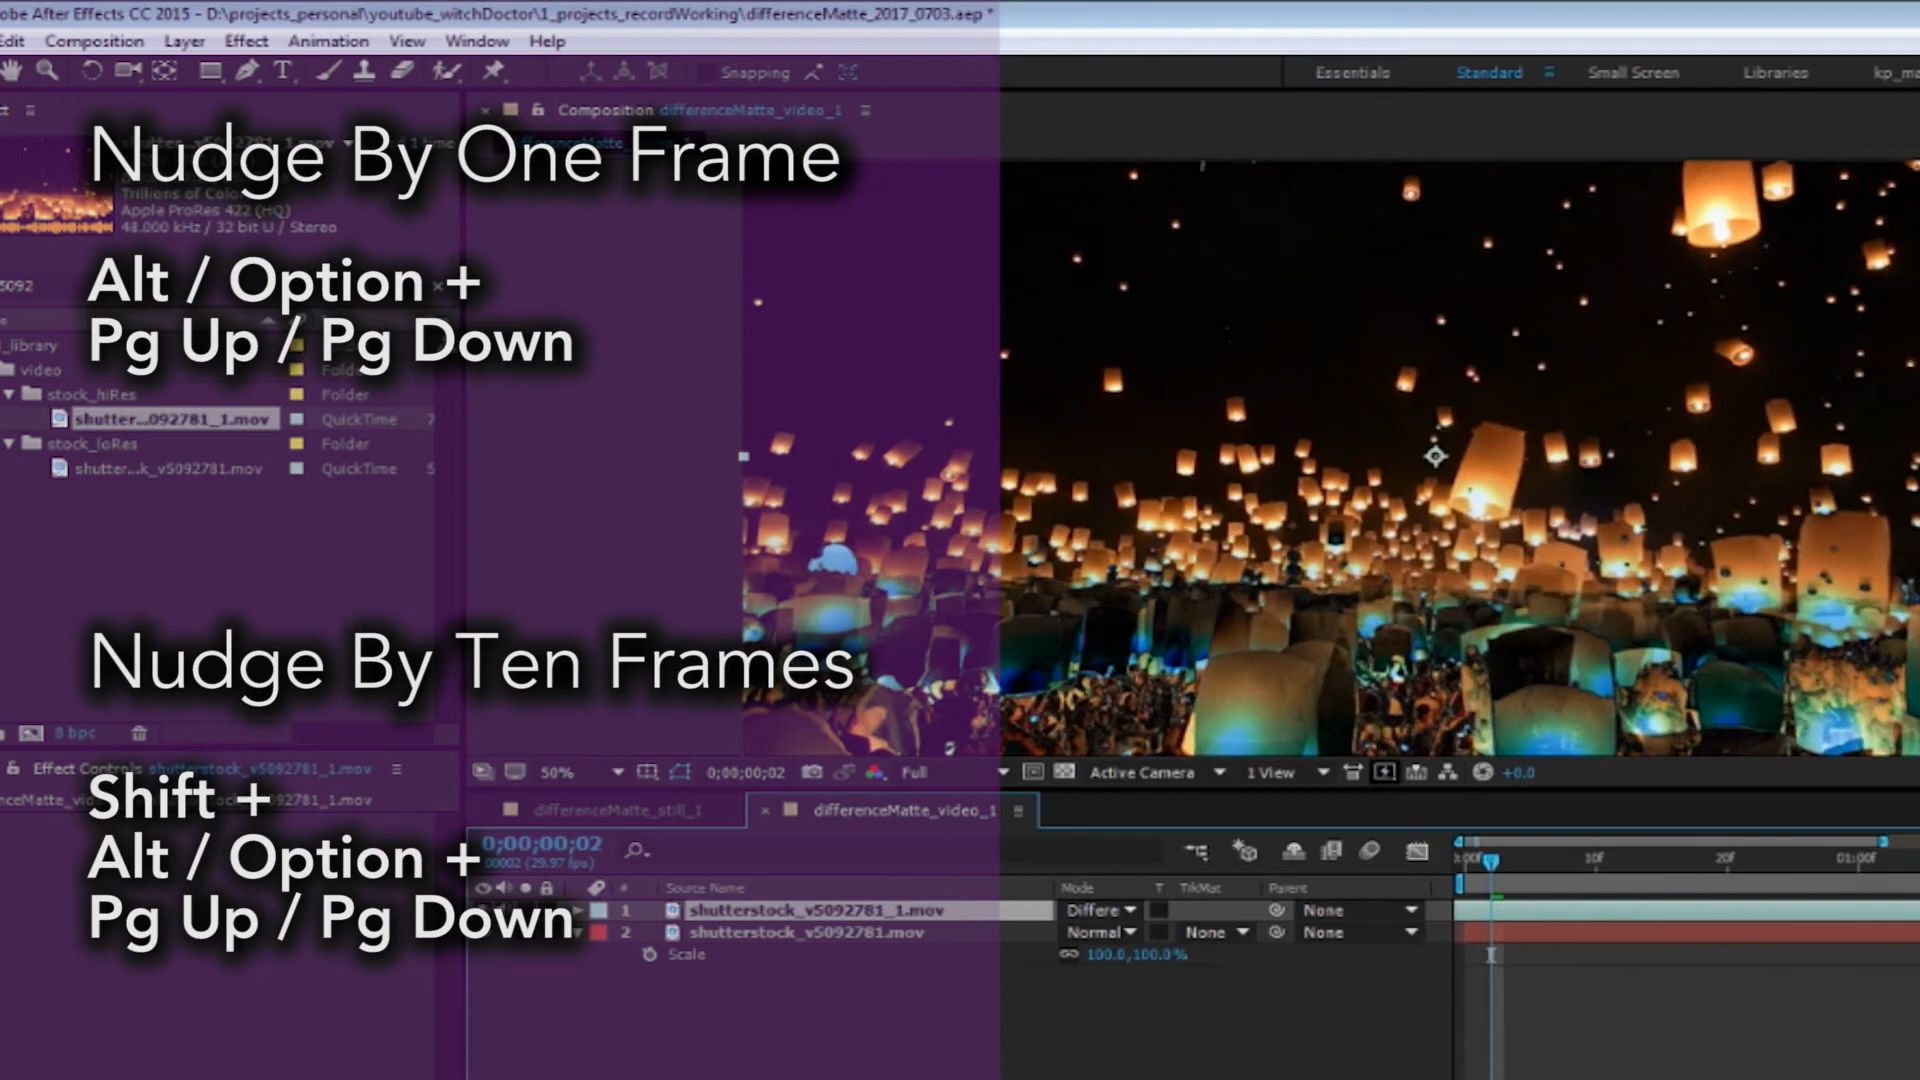 obe After Effects CC 2015 - D:\projects_personal\youtube_witchDoctor\1_projects_recordWorking\differenceMatte_2017_0703.aep *
Edit Composition Layer Effect Animation View Window Help
Snapping
Essentials Standard Small Screen Libraries kp_ma
Composition differenceMatte_video_1
Nudge By One Frame
Trillions of Colo
Apple ProRes 422 (HQ)
48.000 kHz / 32 bit U / Stereo
Alt / Option +
5092
Pg Up / Pg Down
_library
video
stock_hiRes Folder
shutter...092781_1.mov QuickTime 7
stock_loRes Folder
shutter...k_v5092781.mov QuickTime 5
Nudge By Ten Frames
8 bpc
Effect Controls shutterstock_v5092781_1.mov
50% 0;00;00;02 Full Active Camera 1 View +0.0
Shift +
differenceMatte_still_1 differenceMatte_video_1
Alt / Option +
0;00;00;02
00002 (29.97 fps)
10f 20f 01:00f
# Source Name Mode T TrkMat Parent
Pg Up / Pg Down
1 shutterstock_v5092781_1.mov Differe None
2 shutterstock_v5092781.mov Normal None None
Scale 100.0,100.0%